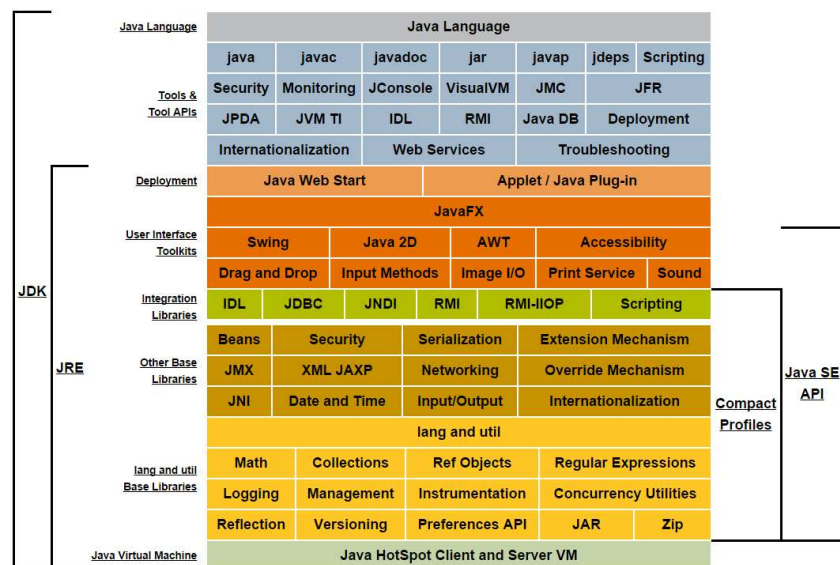 Java Language Java Language
java javac javadoc jar javap jdeps Scripting
Security Monitoring JConsole VisualVM JMC JFR
Tools &
Tool APIs
JPDA JVM TI IDL RMI Java DB Deployment
Internationalization Web Services Troubleshooting
Deployment Java Web Start Applet / Java Plug-in
JavaFX
User Interface
Toolkits
Swing Java 2D AWT Accessibility
Drag and Drop Input Methods Image I/O Print Service Sound
Integration
Libraries
IDL JDBC JNDI RMI RMI-IIOP Scripting
JDK
Beans Security Serialization Extension Mechanism
Other Base
Libraries
JMX XML JAXP Networking Override Mechanism
JRE
Java SE
API
JNI Date and Time Input/Output Internationalization
Compact
Profiles
lang and util
lang and util
Base Libraries
Math Collections Ref Objects Regular Expressions
Logging Management Instrumentation Concurrency Utilities
Reflection Versioning Preferences API JAR Zip
Java Virtual Machine Java HotSpot Client and Server VM